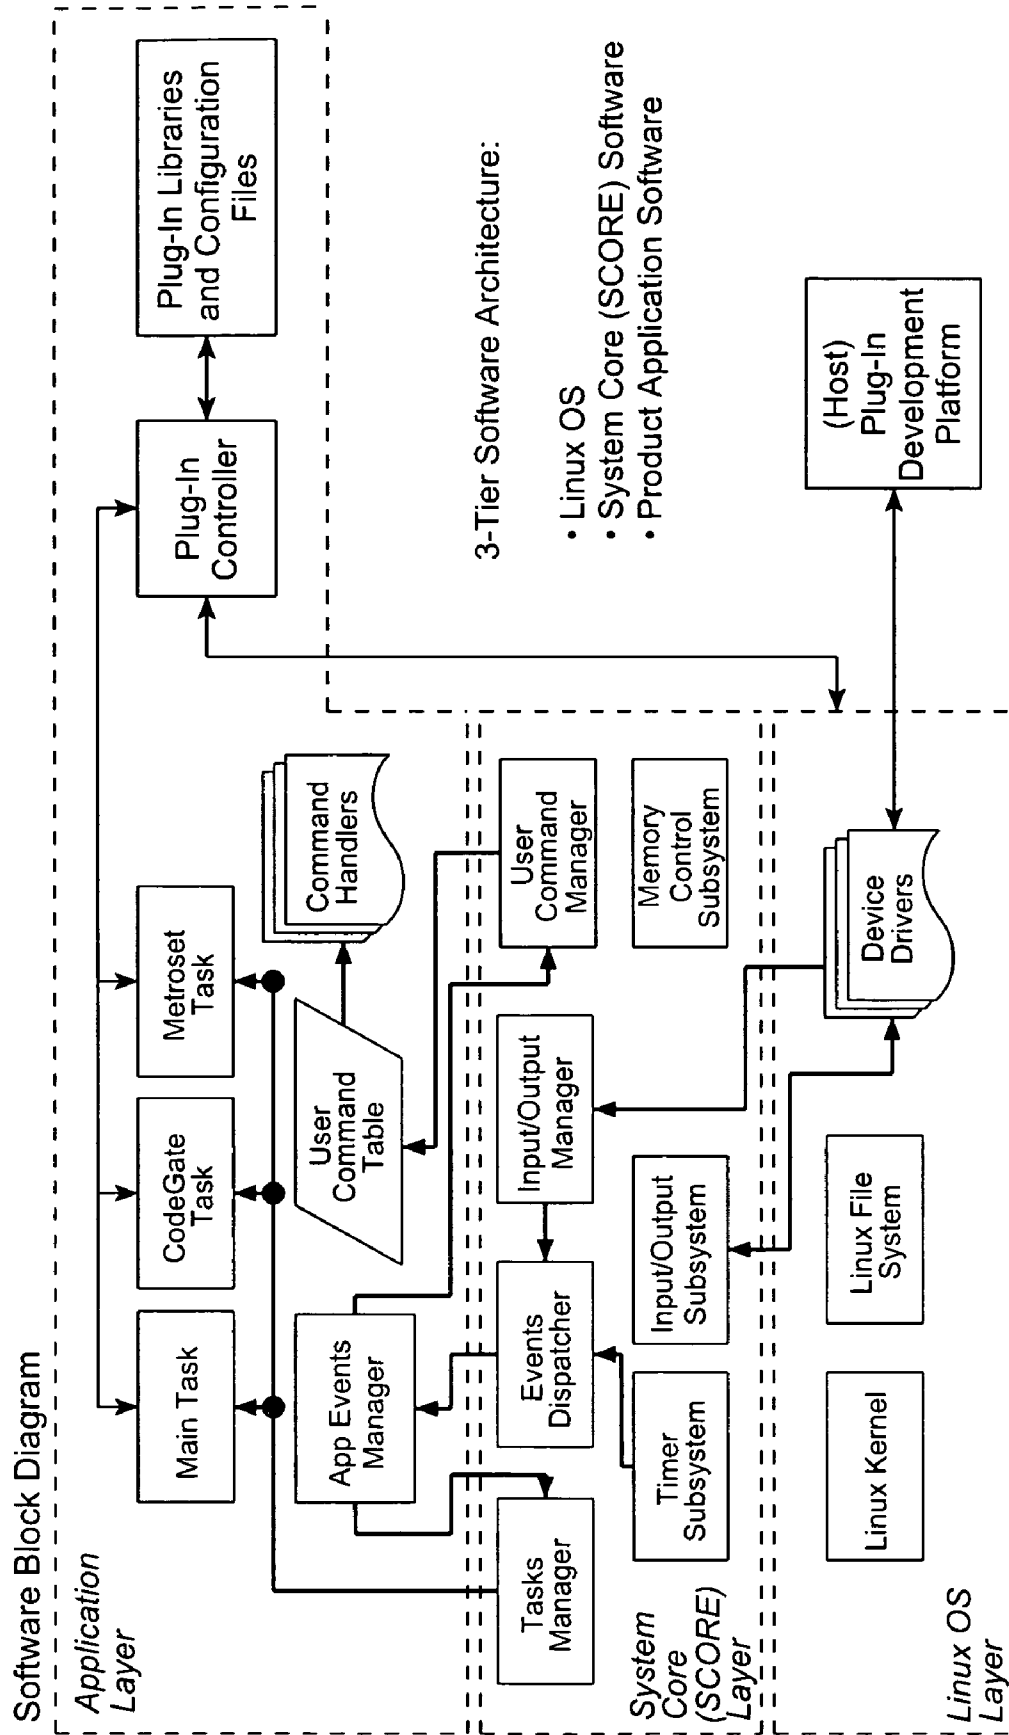 Software Block Diagram
Application
Layer
Main Task
CodeGate
Task
Metroset
Task
Plug-In
Controller
Plug-In Libraries
and Configuration
Files
App Events
Manager
User
Command
Table
Command
Handlers
3-Tier Software Architecture:
• Linux OS
• System Core (SCORE) Software
• Product Application Software
Tasks
Manager
Events
Dispatcher
Input/Output
Manager
User
Command
Manager
System
Core
(SCORE)
Layer
Timer
Subsystem
Input/Output
Subsystem
Memory
Control
Subsystem
Linux OS
Layer
Linux Kernel
Linux File
System
Device
Drivers
(Host)
Plug-In
Development
Platform